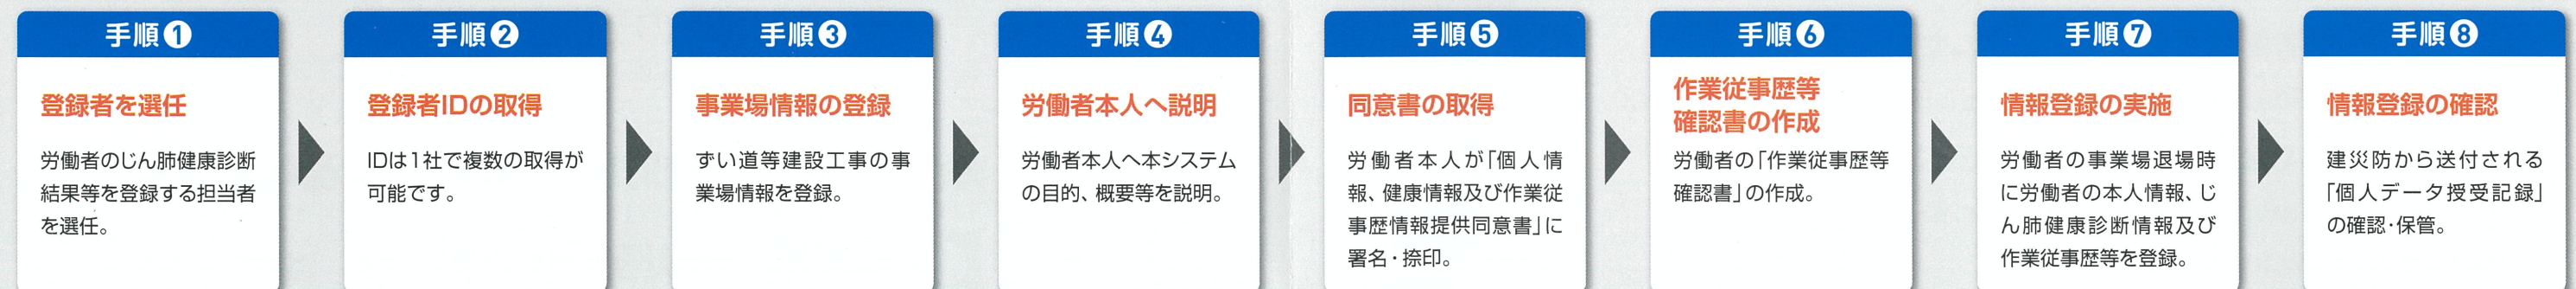 手順❶
登録者を選任
労働者のじん肺健康診断
結果等を登録する担当者
を選任。
手順❷
登録者IDの取得
IDは1社で複数の取得が
可能です。
手順❸
事業場情報の登録
ずい道等建設工事の事
業場情報を登録。
手順❹
労働者本人へ説明
労働者本人へ本システム
の目的、概要等を説明。
手順❺
同意書の取得
労働者本人が「個人情
報、健康情報及び作業従
事歴情報提供同意書」に
署名・捺印。
手順❻
作業従事歴等
確認書の作成
労働者の「作業従事歴等
確認書」の作成。
手順❼
情報登録の実施
労働者の事業場退場時
に労働者の本人情報、じ
ん肺健康診断情報及び
作業従事歴等を登録。
手順❽
情報登録の確認
建災防から送付される
「個人データ授受記録」
の確認・保管。